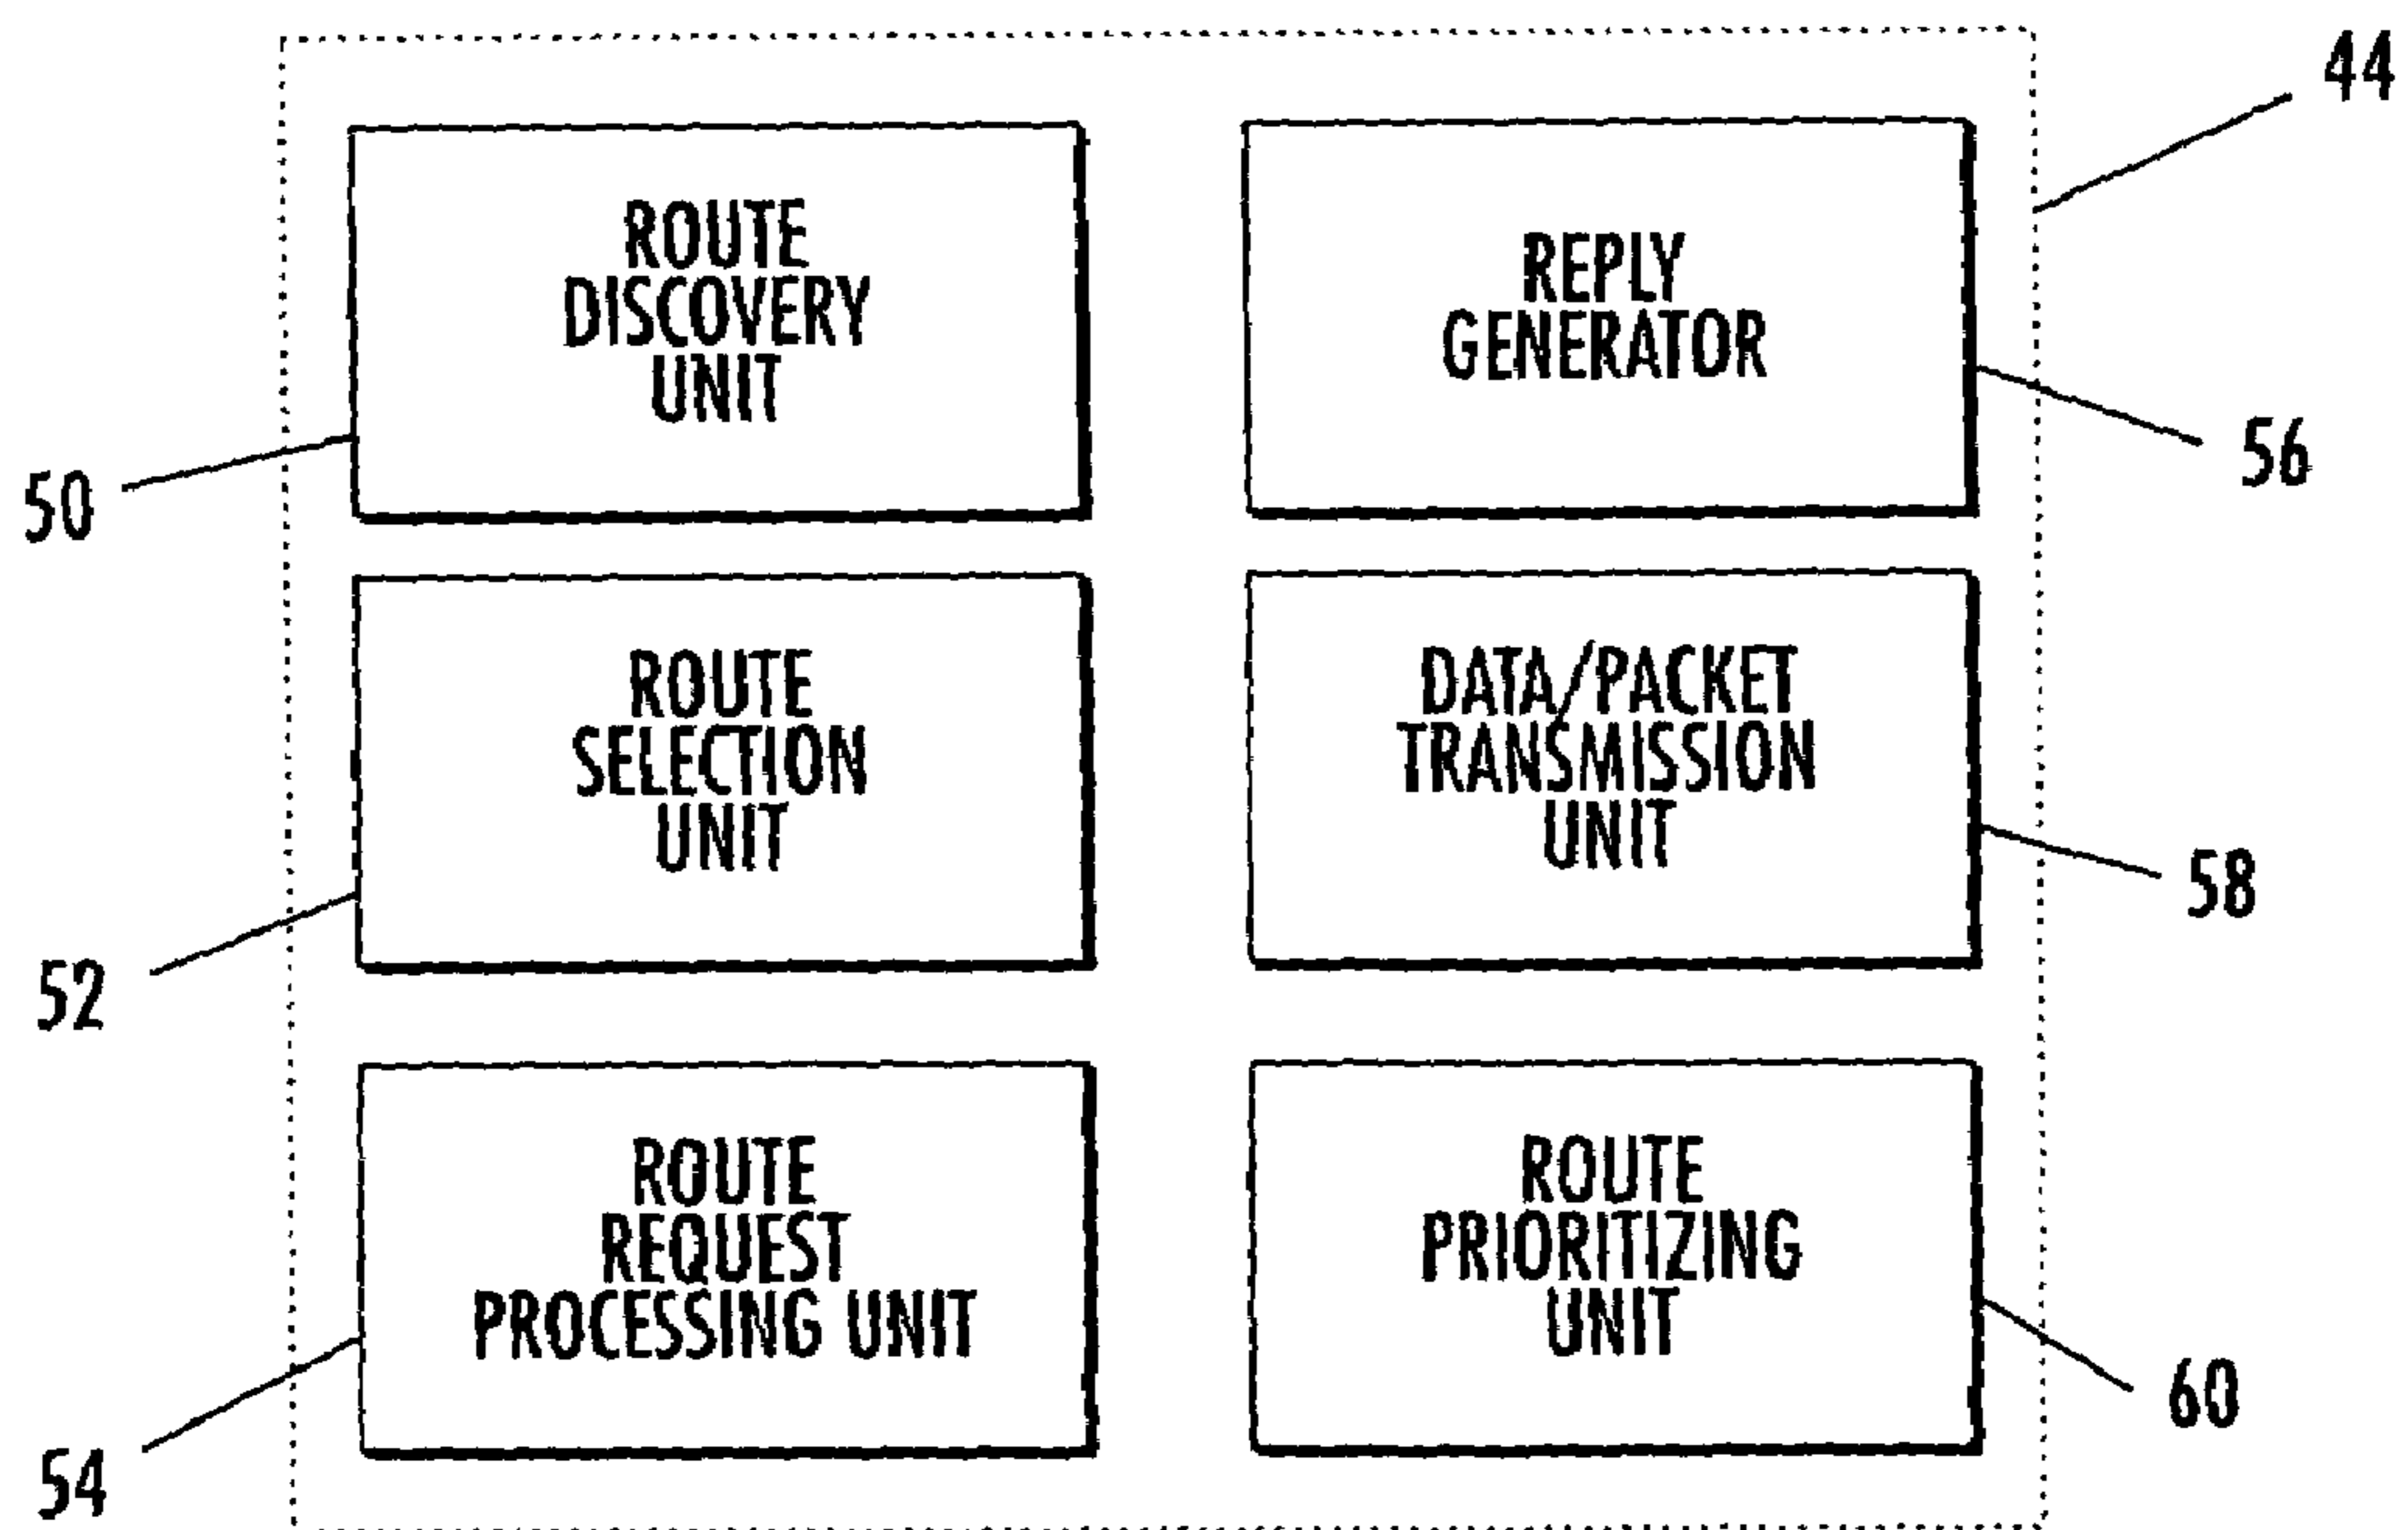 44
ROUTE
DISCOVERY
UNIT
50
REPLY
GENERATOR
56
ROUTE
SELECTION
UNIT
52
DATA/PACKET
TRANSMISSION
UNIT
58
ROUTE
REQUEST
PROCESSING UNIT
54
ROUTE
PRIORITIZING
UNIT
60